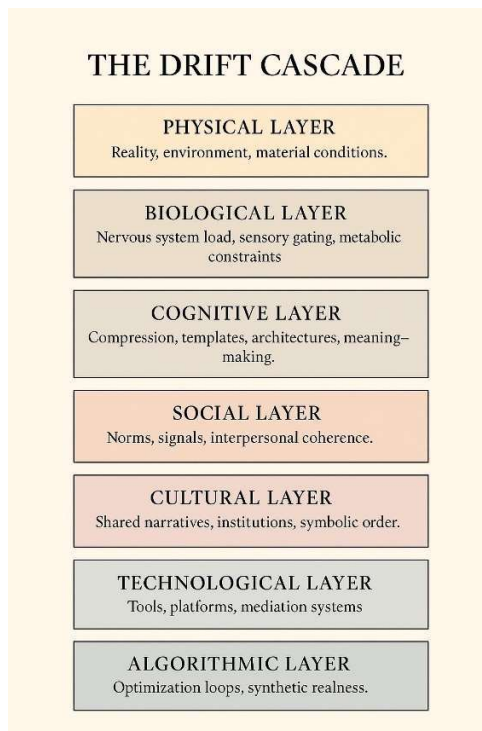 THE DRIFT CASCADE
PHYSICAL LAYER
Reality, environment, material conditions.
BIOLOGICAL LAYER
Nervous system load, sensory gating, metabolic
constraints
COGNITIVE LAYER
Compression, templates, architectures, meaning–
making.
SOCIAL LAYER
Norms, signals, interpersonal coherence.
CULTURAL LAYER
Shared narratives, institutions, symbolic order.
TECHNOLOGICAL LAYER
Tools, platforms, mediation systems
ALGORITHMIC LAYER
Optimization loops, synthetic realness.